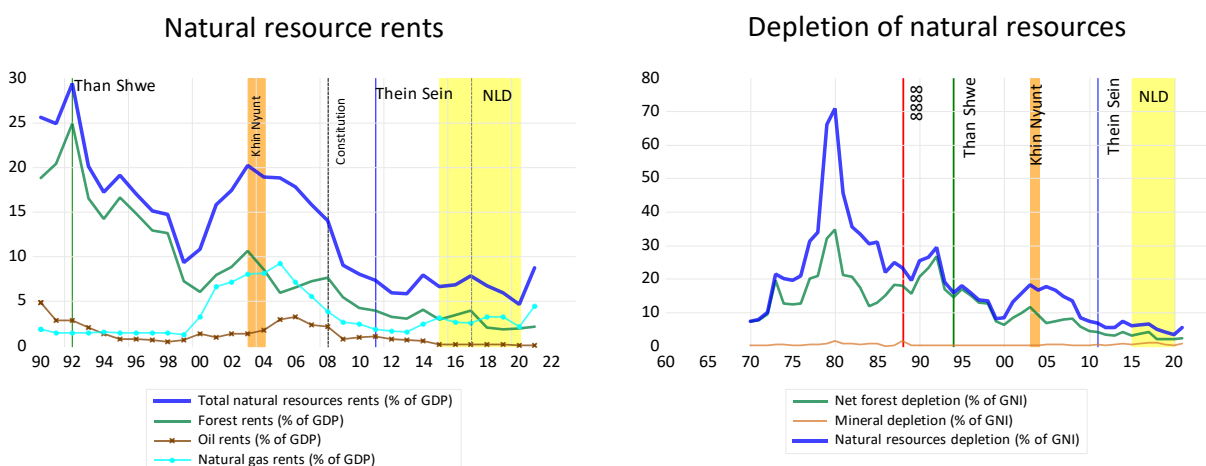 Natural resource rents
30
25
20
15
10
5
0
Than Shwe
Khin Nyunt
Constitution
Thein Sein
NLD
90 92 94 96 98 00 02 04 06 08 10 12 14 16 18 20 22
Total natural resources rents (% of GDP)
Forest rents (% of GDP)
Oil rents (% of GDP)
Natural gas rents (% of GDP)
Depletion of natural resources
80
70
60
50
40
30
20
10
0
8888
Than Shwe
Khin Nyunt
Thein Sein
NLD
60 65 70 75 80 85 90 95 00 05 10 15 20
Net forest depletion (% of GNI)
Mineral depletion (% of GNI)
Natural resources depletion (% of GNI)